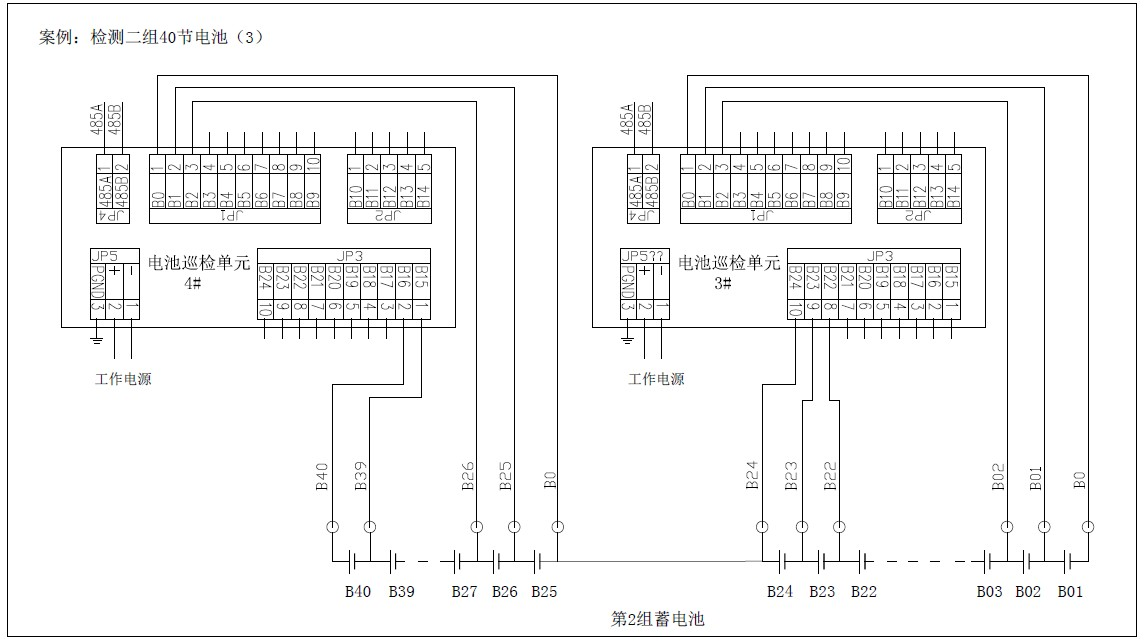 案例：检测二组40节电池（3）
485A 485B
485A 485B
485A 1
485B 2
JP4
B0 1
B1 2
B2 3
B3 4
B4 5
B5 6
B6 7
B7 8
B8 9
B9 10
JP1
B10 1
B11 2
B12 3
B13 4
B14 5
JP2
485A 1
485B 2
JP4
B0 1
B1 2
B2 3
B3 4
B4 5
B5 6
B6 7
B7 8
B8 9
B9 10
JP1
B10 1
B11 2
B12 3
B13 4
B14 5
JP2
JP5
PGND 3
+ 2
- 1
电池巡检单元
4#
JP3
B24 10
B23 9
B22 8
B21 7
B20 6
B19 5
B18 4
B17 3
B16 2
B15 1
JP5??
PGND 3
+ 2
- 1
电池巡检单元
3#
JP3
B24 10
B23 9
B22 8
B21 7
B20 6
B19 5
B18 4
B17 3
B16 2
B15 1
工作电源
工作电源
B40 B39 B26 B25 B0
B24 B23 B22 B02 B01 B0
B40 B39 B27 B26 B25
B24 B23 B22 B03 B02 B01
第2组蓄电池